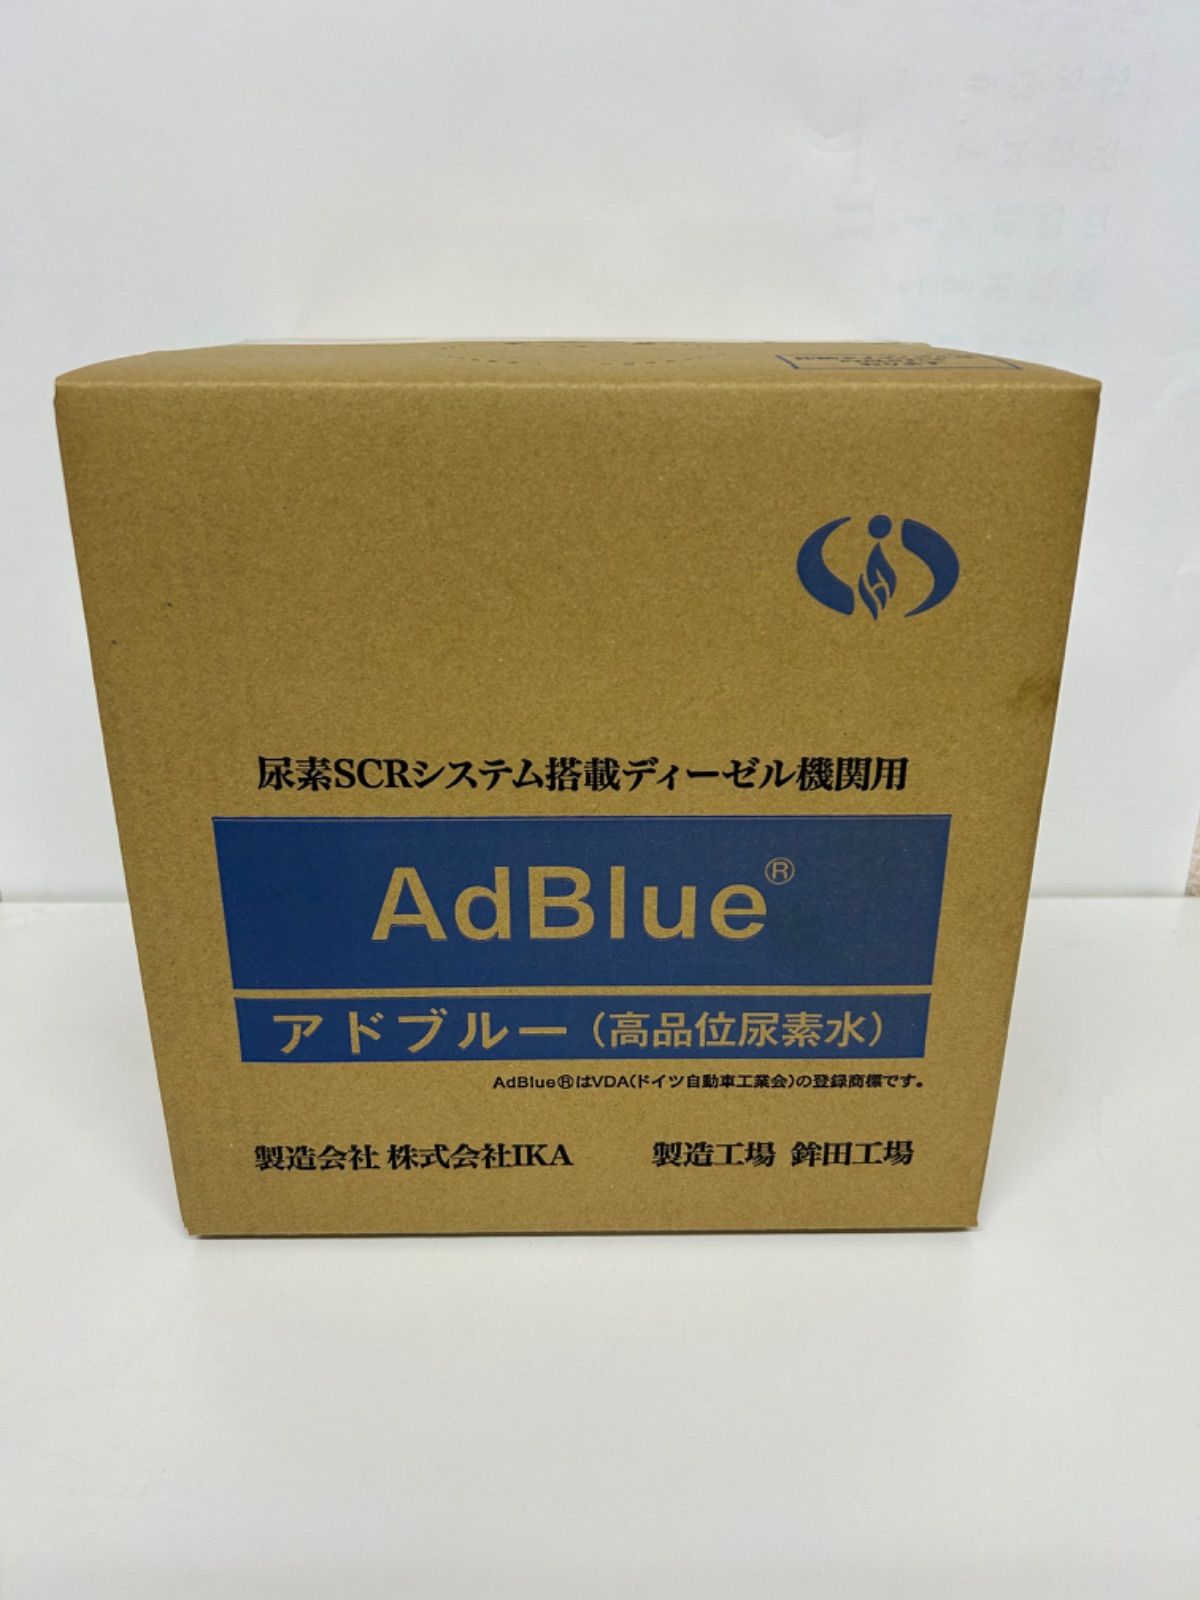 尿素SCRシステム搭載ディーゼル機関用
AdBlue®
アドブルー（高品位尿素水）
AdBlue®はVDA(ドイツ自動車工業会)の登録商標です。
製造会社 株式会社IKA 製造工場 鉾田工場